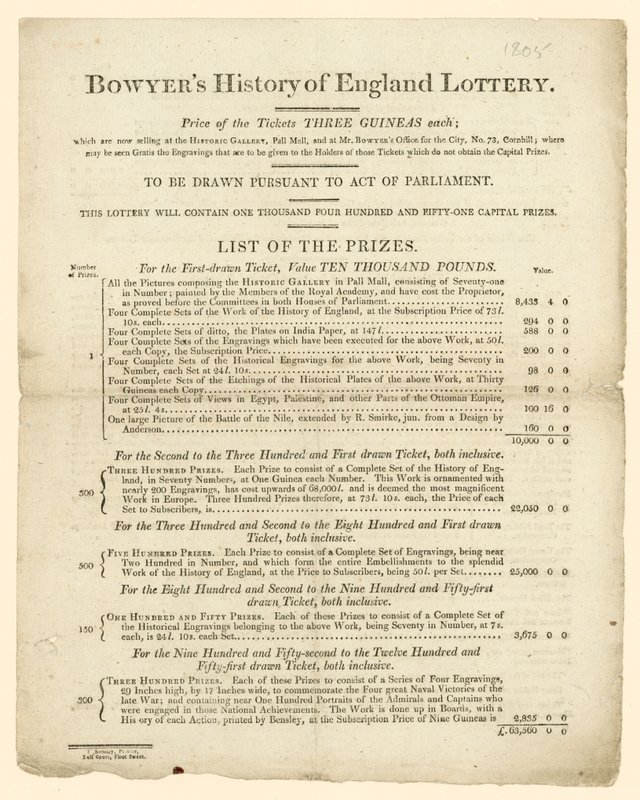 1805
BOWYER'S History of England LOTTERY.
Price of the Tickets THREE GUINEAS each;
which are now selling at the HISTORIC GALLERY, Pall Mall, and at Mr. BOWYER'S Office for the City, No. 73, Cornhill; where
may be seen Gratis the Engravings that are to be given to the Holders of those Tickets which do not obtain the Capital Prizes.
TO BE DRAWN PURSUANT TO ACT OF PARLIAMENT.
THIS LOTTERY WILL CONTAIN ONE THOUSAND FOUR HUNDRED AND FIFTY-ONE CAPITAL PRIZES.
LIST OF THE PRIZES.
Number of Prizes.
For the First-drawn Ticket, Value TEN THOUSAND POUNDS.
Value.
1
All the Pictures composing the HISTORIC GALLERY in Pall Mall, consisting of Seventy-one
in Number; painted by the Members of the Royal Academy, and have cost the Proprietor,
as proved before the Committees in both Houses of Parliament 8,433 4 0
Four Complete Sets of the Work of the History of England, at the Subscription Price of 73l.
10s. each 294 0 0
Four Complete Sets of ditto, the Plates on India Paper, at 147l. 588 0 0
Four Complete Sets of the Engravings which have been executed for the above Work, at 50l.
each Copy, the Subscription Price 200 0 0
Four Complete Sets of the Historical Engravings for the above Work, being Seventy in
Number, each Set at 24l. 10s. 98 0 0
Four Complete Sets of the Etchings of the Historical Plates of the above Work, at Thirty
Guineas each Copy 126 0 0
Four Complete Sets of Views in Egypt, Palestine, and other Parts of the Ottoman Empire,
at 25l. 4s. 100 16 0
One large Picture of the Battle of the Nile, extended by R. Smirke, jun. from a Design by
Anderson 160 0 0
10,000 0 0
For the Second to the Three Hundred and First drawn Ticket, both inclusive.
300
THREE HUNDRED PRIZES. Each Prize to consist of a Complete Set of the History of Eng-
land, in Seventy Numbers, at One Guinea each Number. This Work is ornamented with
nearly 200 Engravings, has cost upwards of 68,000l. and is deemed the most magnificent
Work in Europe. Three Hundred Prizes therefore, at 73l. 10s. each, the Price of each
Set to Subscribers, is 22,050 0 0
For the Three Hundred and Second to the Eight Hundred and First drawn
Ticket, both inclusive.
500
FIVE HUNDRED PRIZES. Each Prize to consist of a Complete Set of Engravings, being near
Two Hundred in Number, and which form the entire Embellishments to the splendid
Work of the History of England, at the Price to Subscribers, being 50l. per Set 25,000 0 0
For the Eight Hundred and Second to the Nine Hundred and Fifty-first
drawn Ticket, both inclusive.
150
ONE HUNDRED AND FIFTY PRIZES. Each of these Prizes to consist of a Complete Set of
the Historical Engravings belonging to the above Work, being Seventy in Number, at 7s.
each, is 24l. 10s. each Set 3,675 0 0
For the Nine Hundred and Fifty-second to the Twelve Hundred and
Fifty-first drawn Ticket, both inclusive.
300
THREE HUNDRED PRIZES. Each of these Prizes to consist of a Series of Four Engravings,
29 Inches high, by 17 Inches wide, to commemorate the Four great Naval Victories of the
late War; and containing near One Hundred Portraits of the Admirals and Captains who
were engaged in those National Achievements. The Work is done up in Boards, with a
His ory of each Action, printed by Bensley, at the Subscription Price of Nine Guineas is 2,835 0 0
£. 63,560 0 0
Bensley, Printer,
Bolt Court, Fleet Street.